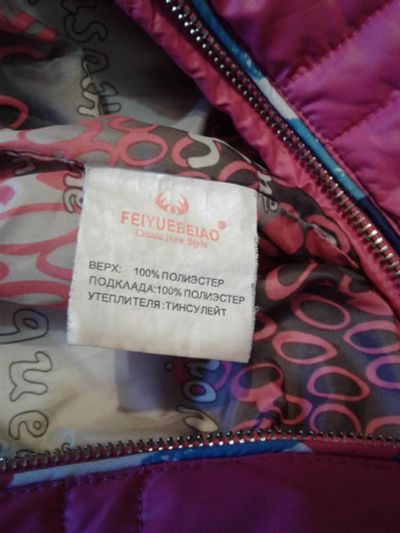 FEIYUEBEIAO®
Create New Style
ВЕРХ: 100% ПОЛИЭСТЕР
ПОДКЛАДА:100% ПОЛИЭСТЕР
УТЕПЛИТЕЛЯ:ТИНСУЛЕЙТ